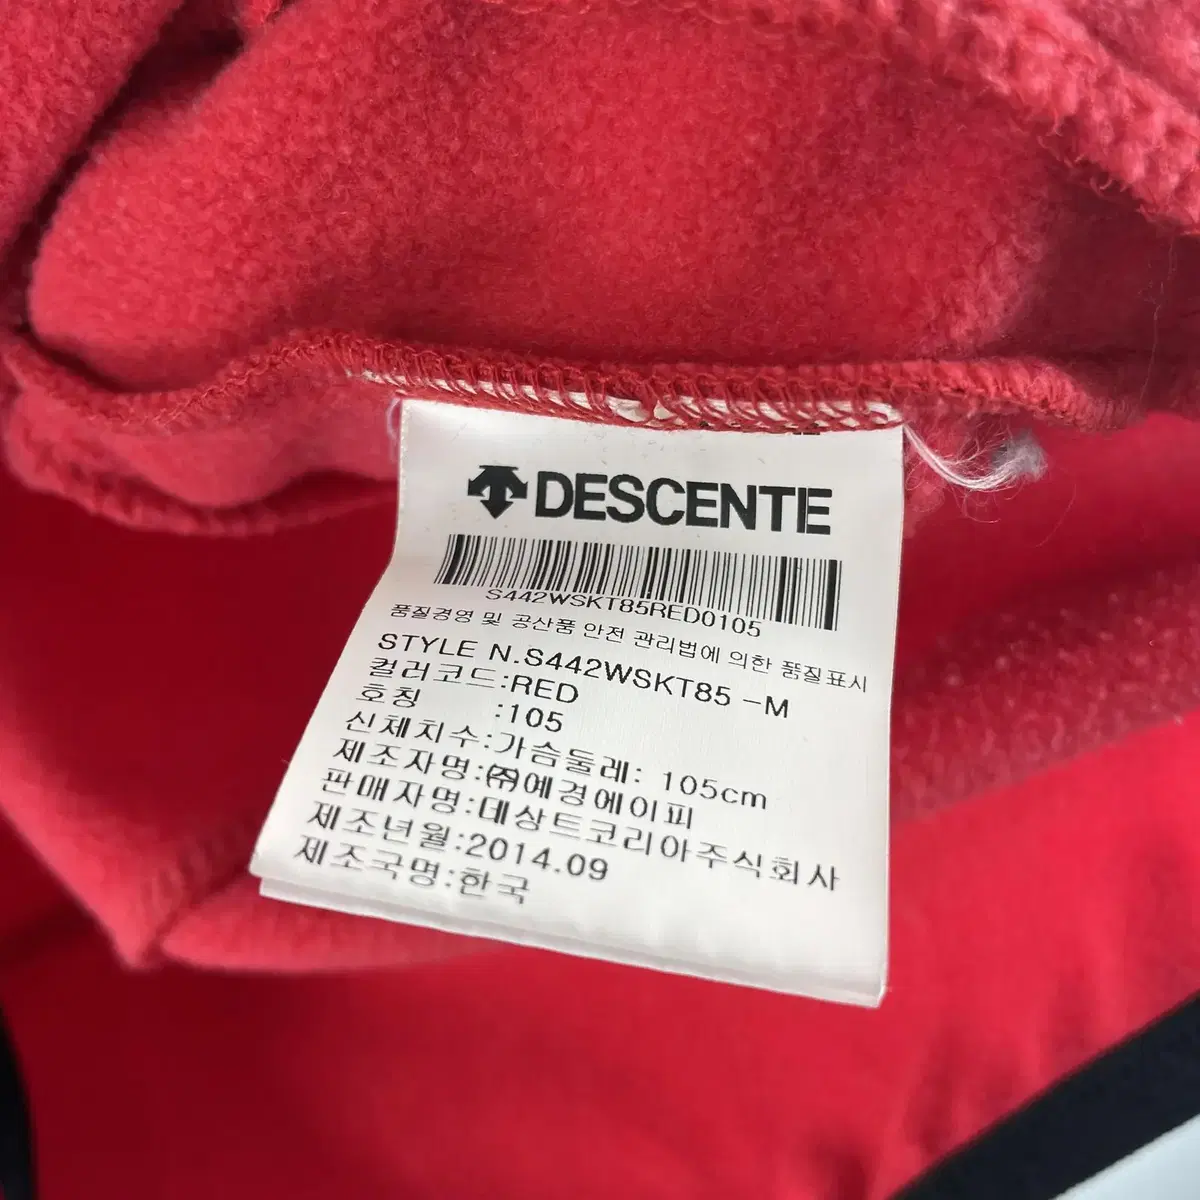 DESCENTE
S442WSKT85RED0105
품질경영 및 공산품 안전 관리법에 의한 품질표시
STYLE N.S442WSKT85 -M
컬러코드:RED
호칭 :105
신체치수:가슴둘레: 105cm
제조자명:㈜예경에이피
판매자명:데상트코리아주식회사
제조년월:2014.09
제조국명:한국